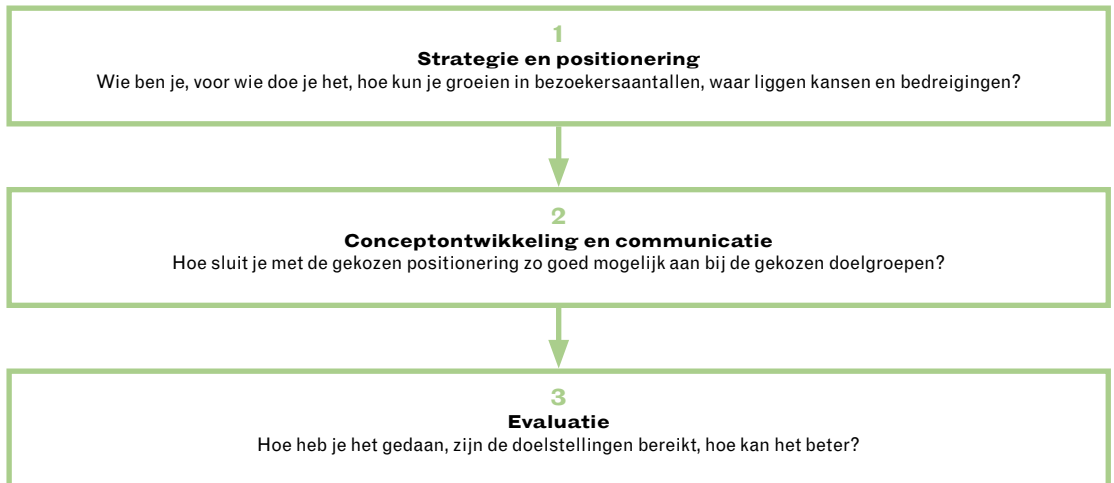 1
Strategie en positionering
Wie ben je, voor wie doe je het, hoe kun je groeien in bezoekersaantallen, waar liggen kansen en bedreigingen?
2
Conceptontwikkeling en communicatie
Hoe sluit je met de gekozen positionering zo goed mogelijk aan bij de gekozen doelgroepen?
3
Evaluatie
Hoe heb je het gedaan, zijn de doelstellingen bereikt, hoe kan het beter?